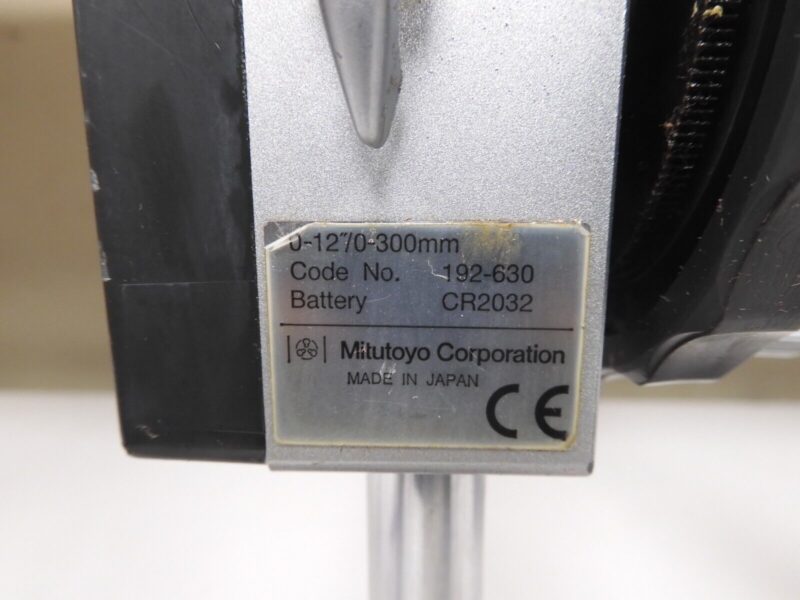 0-12"/0-300mm
Code No. 192-630
Battery CR2032
Mitutoyo Corporation
MADE IN JAPAN
CE